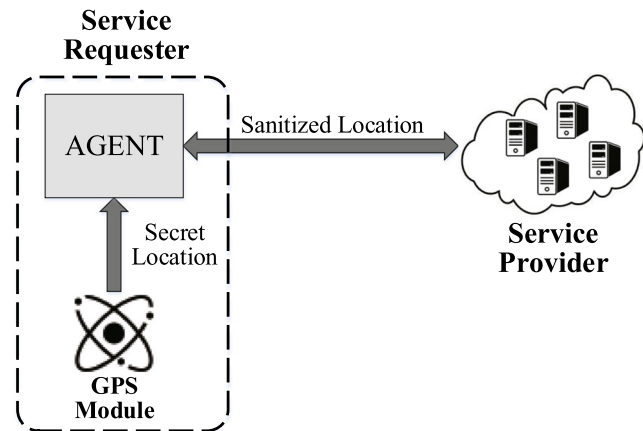 Service
Requester
AGENT
Sanitized Location
Secret
Location
Service
Provider
GPS
Module